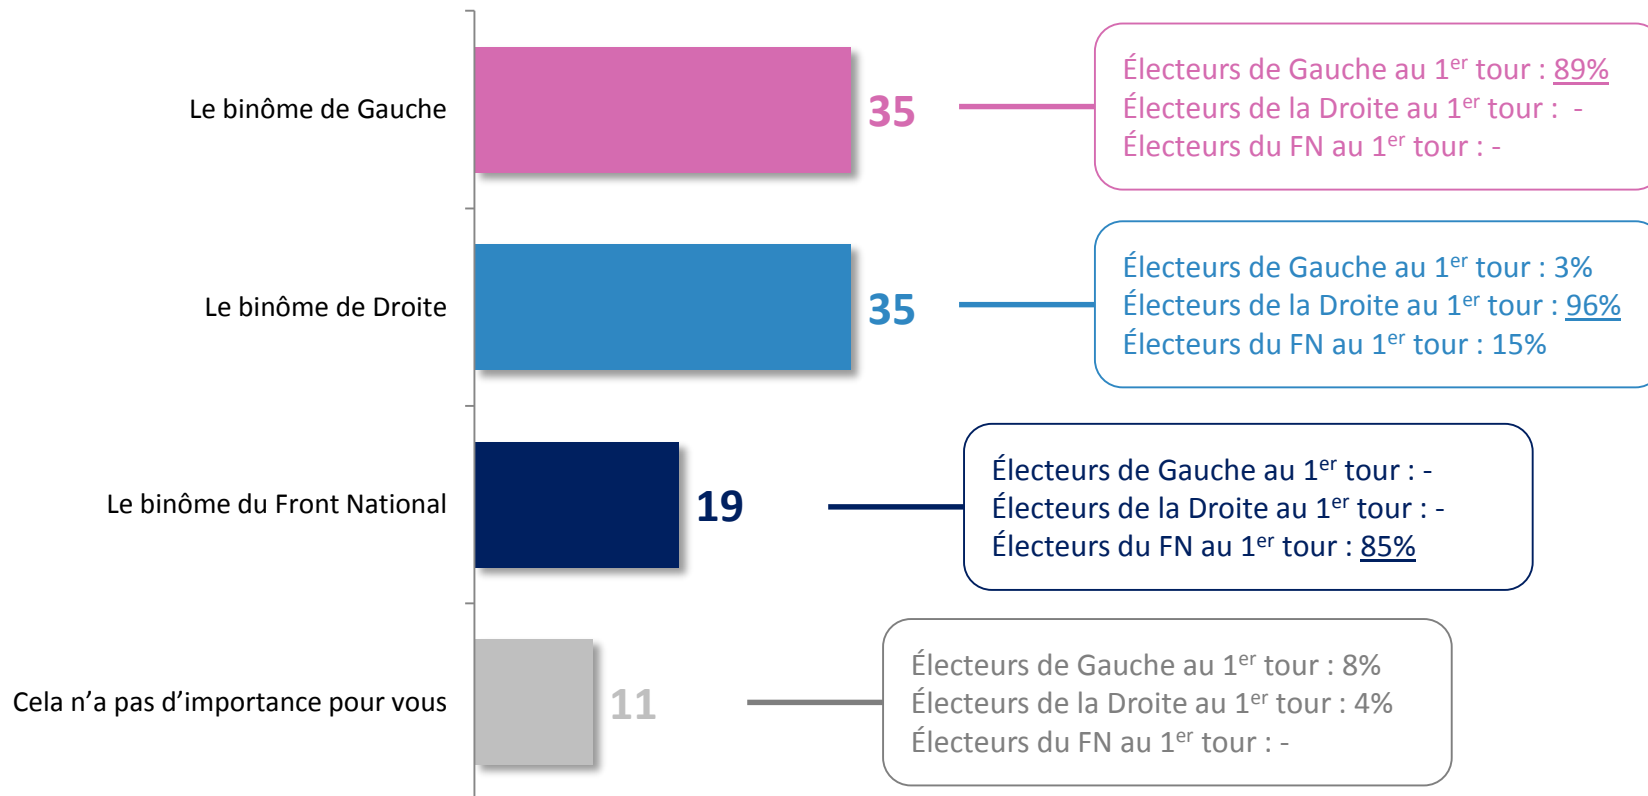 Le binôme de Gauche
35
Électeurs de Gauche au 1er tour : 89%
Électeurs de la Droite au 1er tour : -
Électeurs du FN au 1er tour : -
Le binôme de Droite
35
Électeurs de Gauche au 1er tour : 3%
Électeurs de la Droite au 1er tour : 96%
Électeurs du FN au 1er tour : 15%
Le binôme du Front National
19
Électeurs de Gauche au 1er tour : -
Électeurs de la Droite au 1er tour : -
Électeurs du FN au 1er tour : 85%
Cela n’a pas d’importance pour vous
11
Électeurs de Gauche au 1er tour : 8%
Électeurs de la Droite au 1er tour : 4%
Électeurs du FN au 1er tour : -